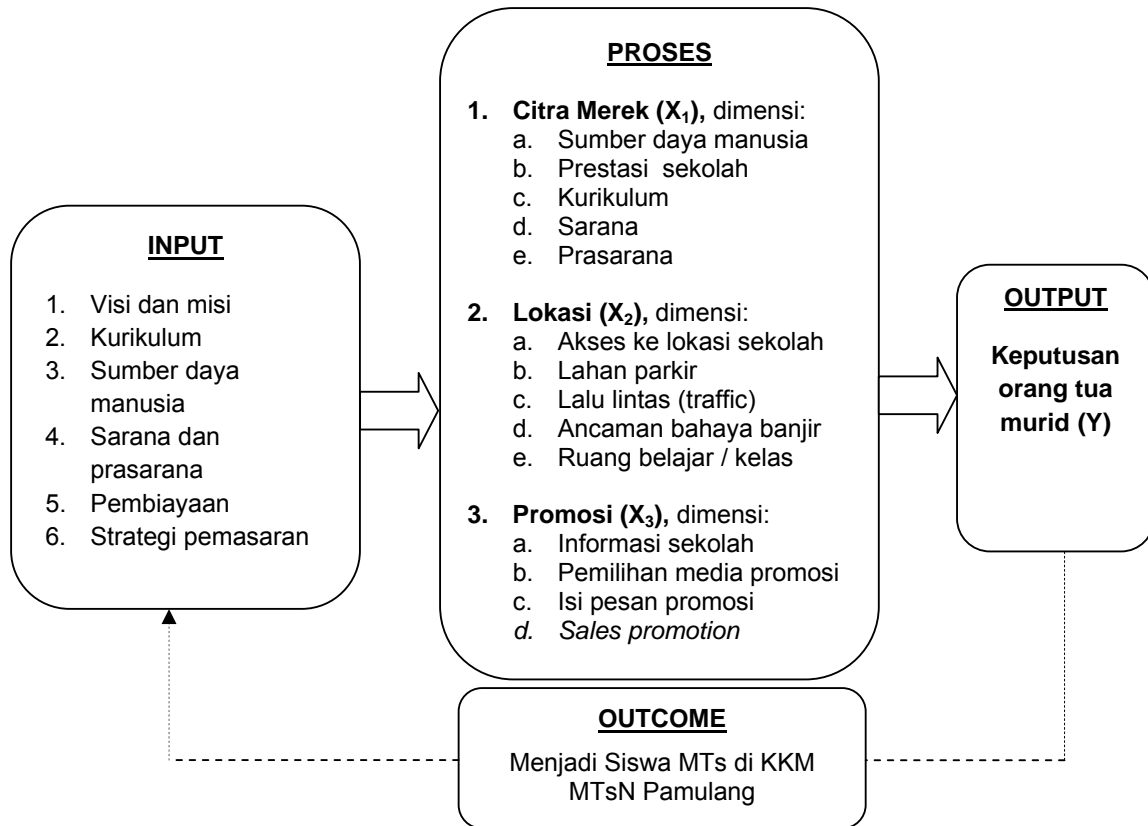 INPUT
1. Visi dan misi
2. Kurikulum
3. Sumber daya
manusia
4. Sarana dan
prasarana
5. Pembiayaan
6. Strategi pemasaran
PROSES
1. Citra Merek (X₁), dimensi:
a. Sumber daya manusia
b. Prestasi sekolah
c. Kurikulum
d. Sarana
e. Prasarana
2. Lokasi (X₂), dimensi:
a. Akses ke lokasi sekolah
b. Lahan parkir
c. Lalu lintas (traffic)
d. Ancaman bahaya banjir
e. Ruang belajar / kelas
3. Promosi (X₃), dimensi:
a. Informasi sekolah
b. Pemilihan media promosi
c. Isi pesan promosi
d. Sales promotion
OUTPUT
Keputusan
orang tua
murid (Y)
OUTCOME
Menjadi Siswa MTs di KKM
MTsN Pamulang